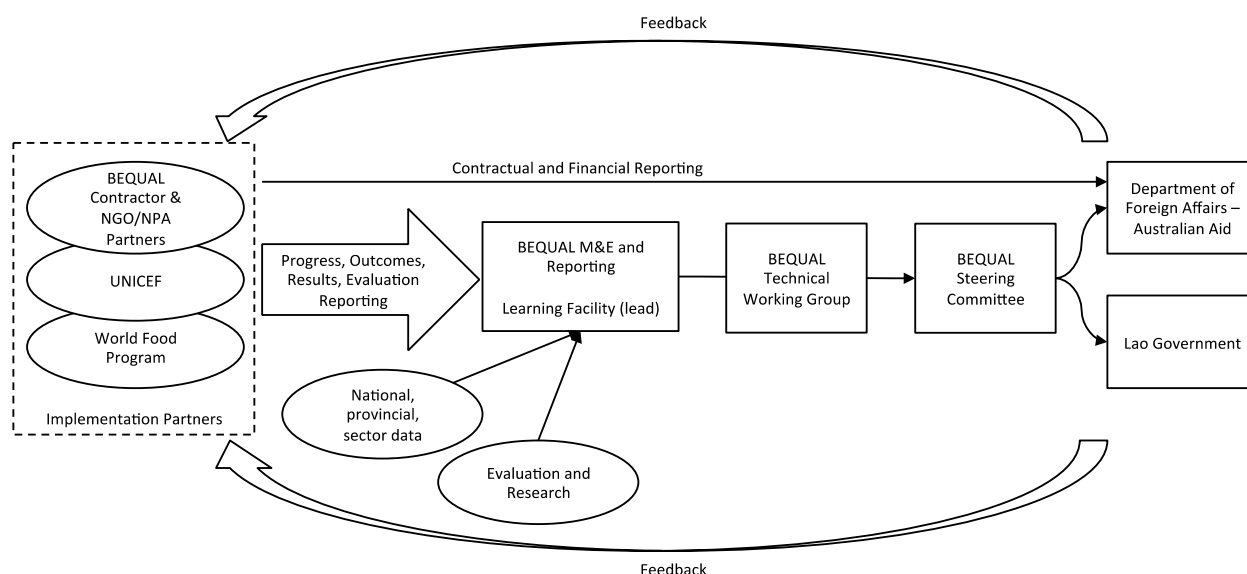 Feedback
Contractual and Financial Reporting
BEQUAL
Contractor &
NGO/NPA
Partners
UNICEF
World Food
Program
Implementation Partners
Progress, Outcomes,
Results, Evaluation
Reporting
BEQUAL M&E and
Reporting
Learning Facility (lead)
National,
provincial,
sector data
Evaluation and
Research
BEQUAL
Technical
Working Group
BEQUAL
Steering
Committee
Department of
Foreign Affairs –
Australian Aid
Lao Government
Feedback